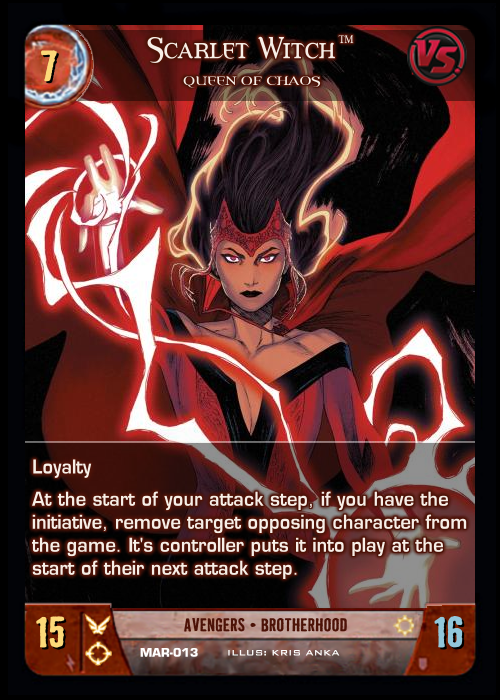 7
Scarlet Witch™
Queen of Chaos
VS.
Loyalty
At the start of your attack step, if you have the
initiative, remove target opposing character from
the game. It's controller puts it into play at the
start of their next attack step.
15
AVENGERS • BROTHERHOOD
16
MAR-013 ILLUS: KRIS ANKA